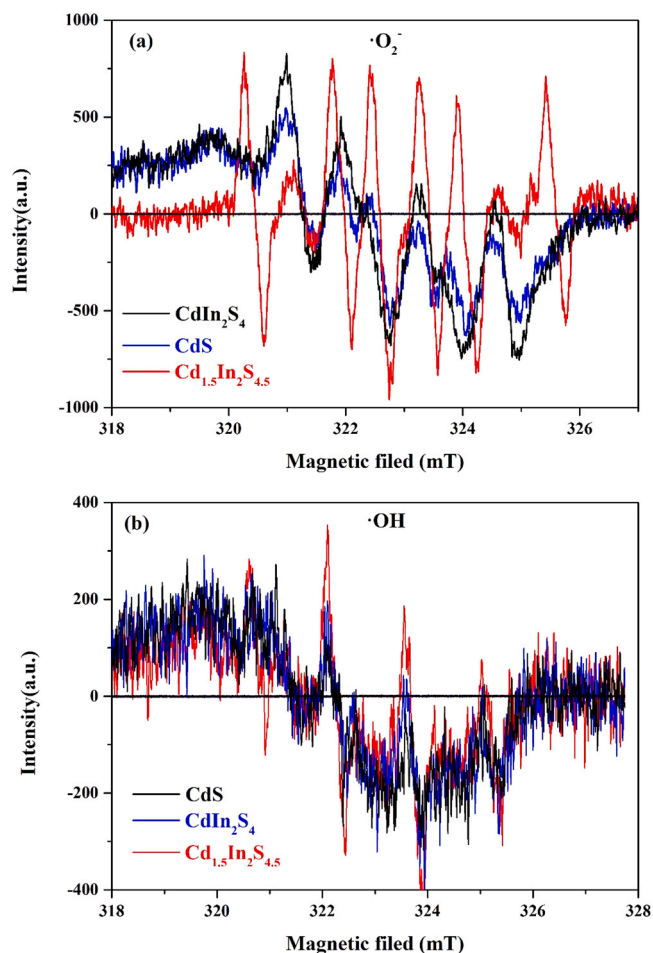 (a)
·O₂⁻
1000
500
0
-500
-1000
Intensity(a.u.)
CdIn₂S₄
CdS
Cd₁.₅In₂S₄.₅
318
320
322
324
326
Magnetic filed (mT)
(b)
·OH
400
200
0
-200
-400
Intensity(a.u.)
CdS
CdIn₂S₄
Cd₁.₅In₂S₄.₅
318
320
322
324
326
328
Magnetic filed (mT)